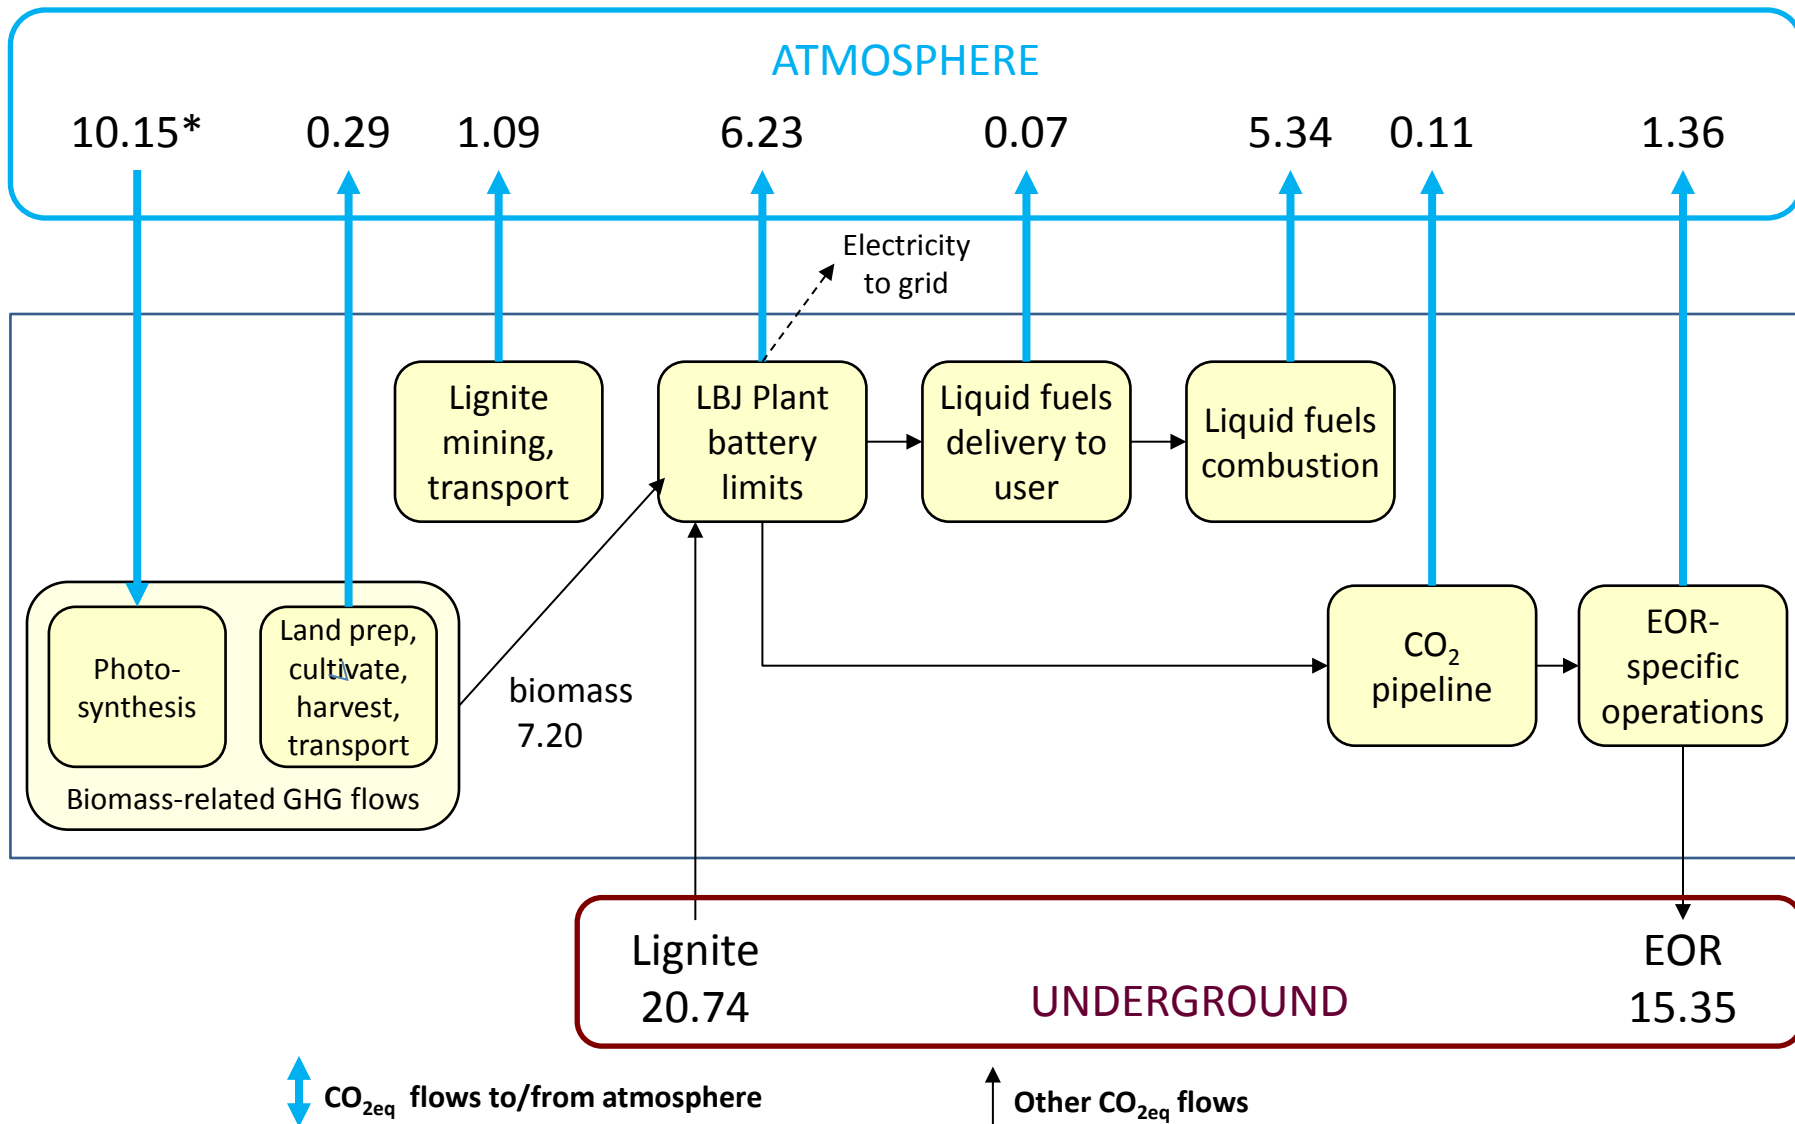 ATMOSPHERE
10.15*
0.29
1.09
6.23
0.07
5.34
0.11
1.36
Electricity
to grid
Lignite
mining,
transport
LBJ Plant
battery
limits
Liquid fuels
delivery to
user
Liquid fuels
combustion
Photo-
synthesis
Land prep,
cultivate,
harvest,
transport
Biomass-related GHG flows
biomass
7.20
CO₂
pipeline
EOR-
specific
operations
Lignite
20.74
UNDERGROUND
EOR
15.35
CO₂eq flows to/from atmosphere
Other CO₂eq flows